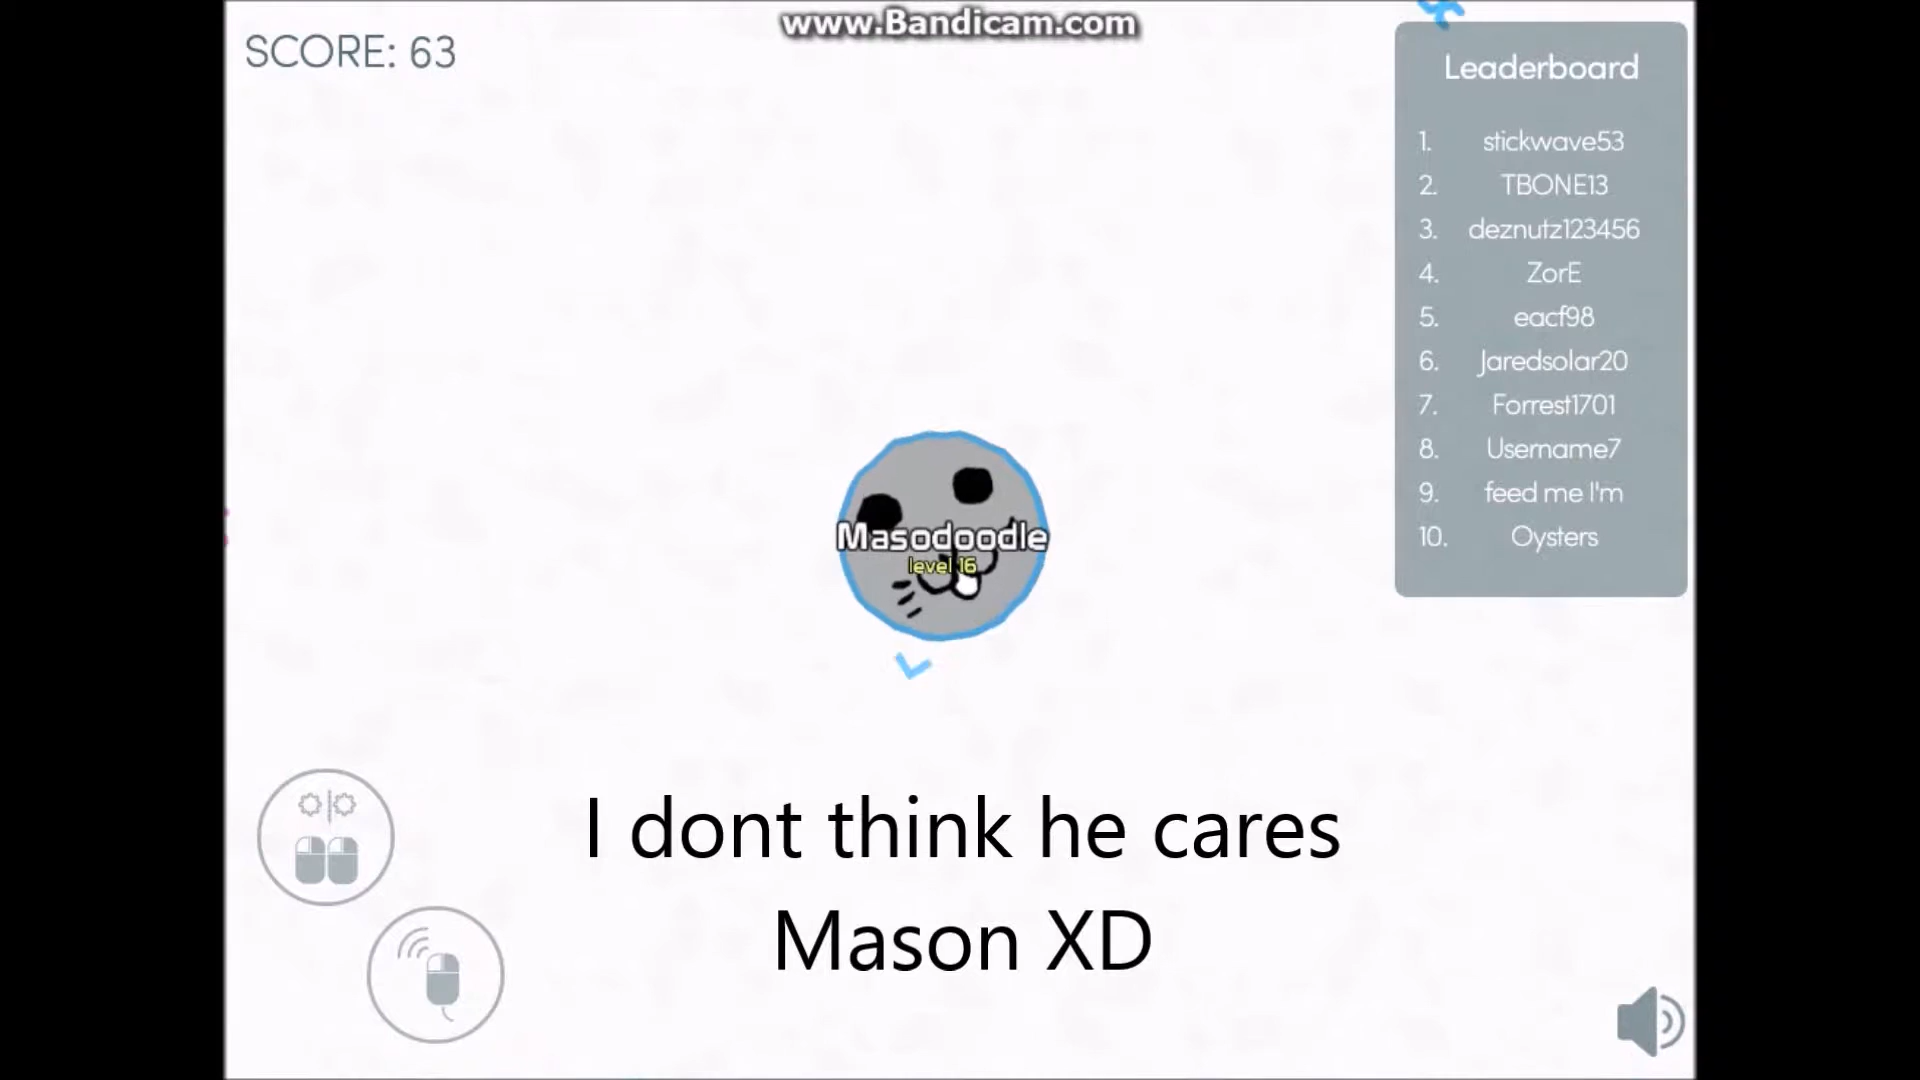 www.Bandicam.com
SCORE: 63
Leaderboard
1. stickwave53
2. TBONE13
3. deznutz123456
4. ZorE
5. eacf98
6. Jaredsolar20
7. Forrest1701
8. Username7
9. feed me I'm
10. Oysters
Masodoodle
level 16
I dont think he cares
Mason XD